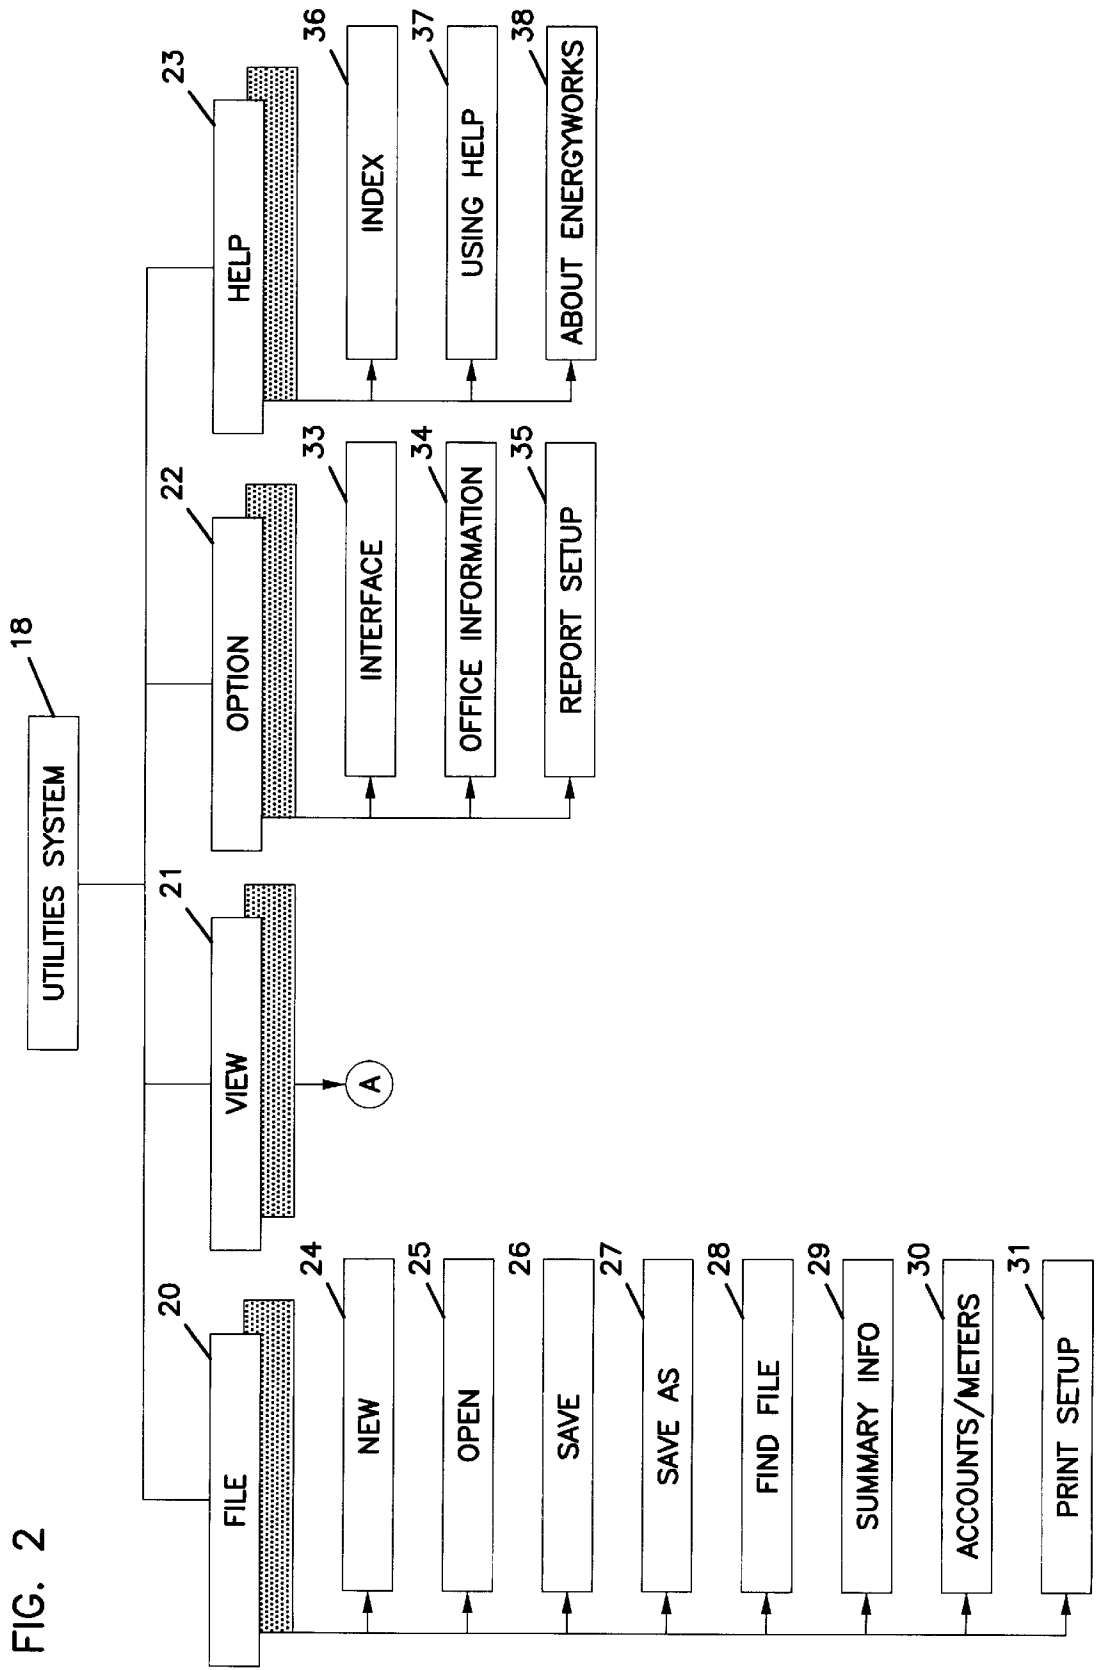 FIG. 2
UTILITIES SYSTEM
18
FILE
20
VIEW
21
OPTION
22
HELP
23
NEW
24
OPEN
25
SAVE
26
SAVE AS
27
FIND FILE
28
SUMMARY INFO
29
ACCOUNTS/METERS
30
PRINT SETUP
31
A
INTERFACE
33
OFFICE INFORMATION
34
REPORT SETUP
35
INDEX
36
USING HELP
37
ABOUT ENERGYWORKS
38